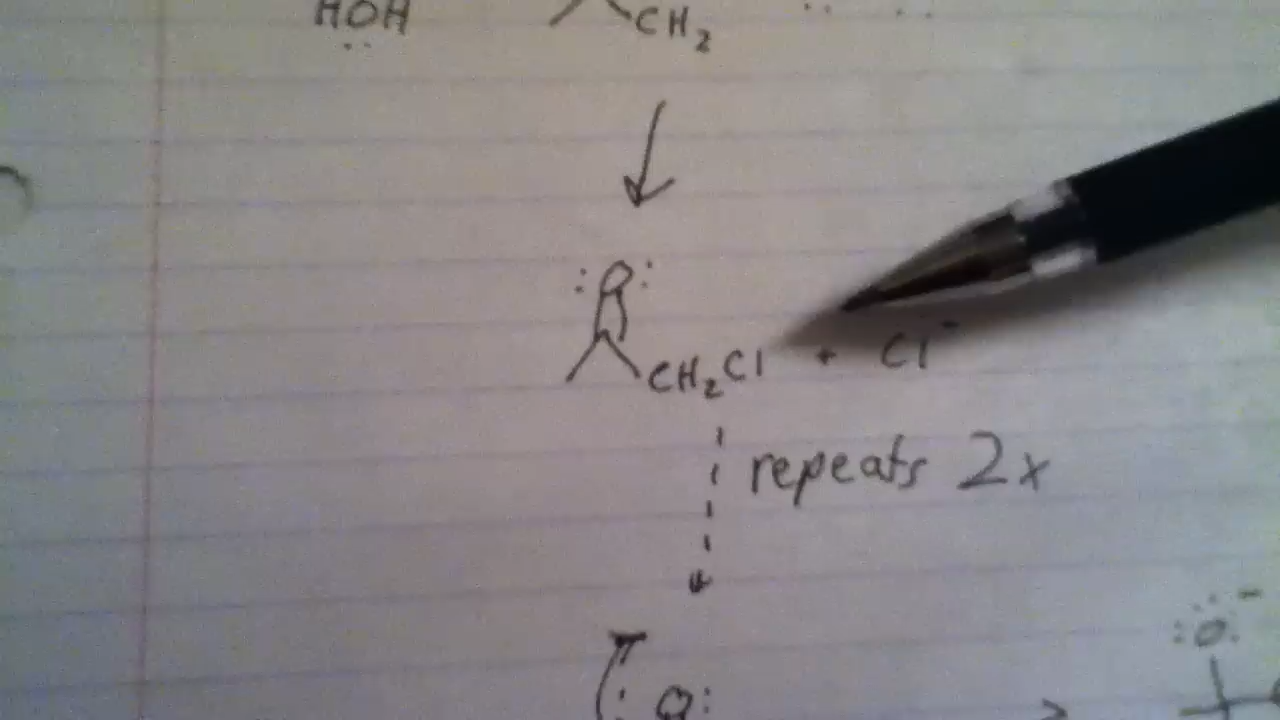 HOH CH2
:O:
CH2Cl + Cl-
repeats 2x
:O:-
:O: